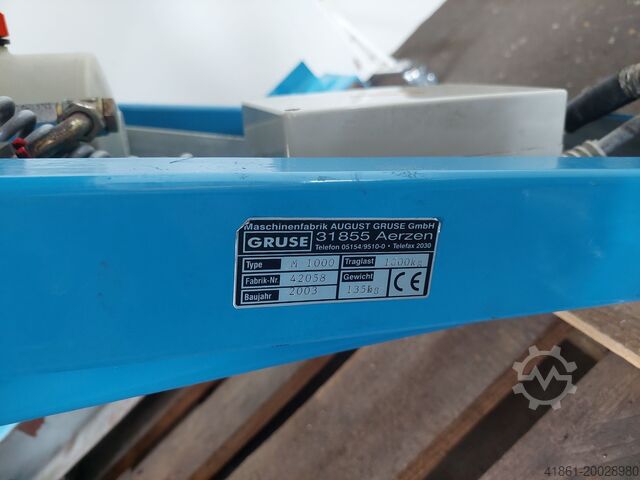 Maschinenfabrik AUGUST GRUSE GmbH
GRUSE 31855 Aerzen
Telefon 05154/9510-0 • Telefax 2030
Type M 1000 Traglast 1000kg
Fabrik-Nr. 42058 Gewicht 135kg CE
Baujahr 2003
41861-20028980